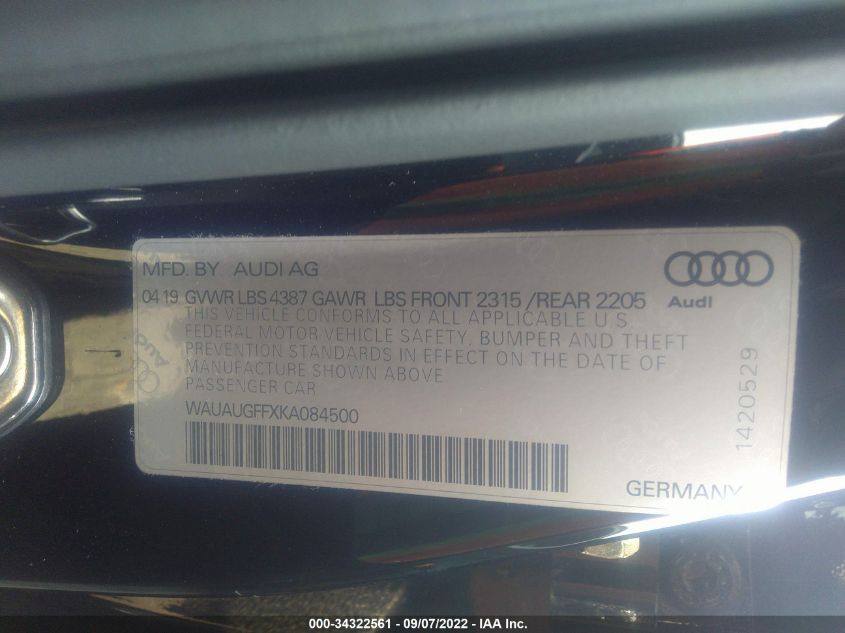 MFD. BY AUDI AG
04 19 GVWR LBS 4387 GAWR LBS FRONT 2315 /REAR 2205
THIS VEHICLE CONFORMS TO ALL APPLICABLE U.S.
FEDERAL MOTOR VEHICLE SAFETY, BUMPER AND THEFT
PREVENTION STANDARDS IN EFFECT ON THE DATE OF
MANUFACTURE SHOWN ABOVE
PASSENGER CAR
WAUAUGFFXKA084500
GERMANY
Audi
1420529
Audi
000-34322561 - 09/07/2022 - IAA Inc.